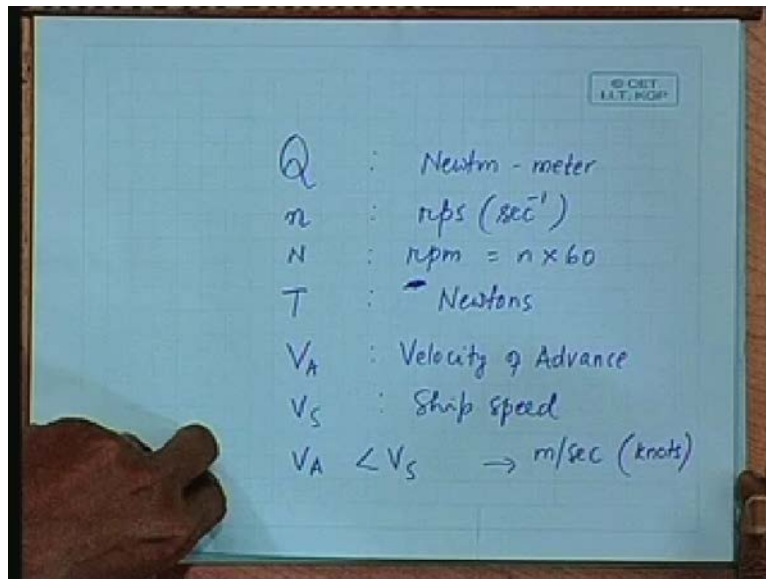 © CET
I.I.T. KGP
Q : Newton - meter
n : rps (sec⁻¹)
N : rpm = n × 60
T : Newtons
V_A : Velocity of Advance
V_S : Ship speed
V_A < V_S → m/sec (knots)